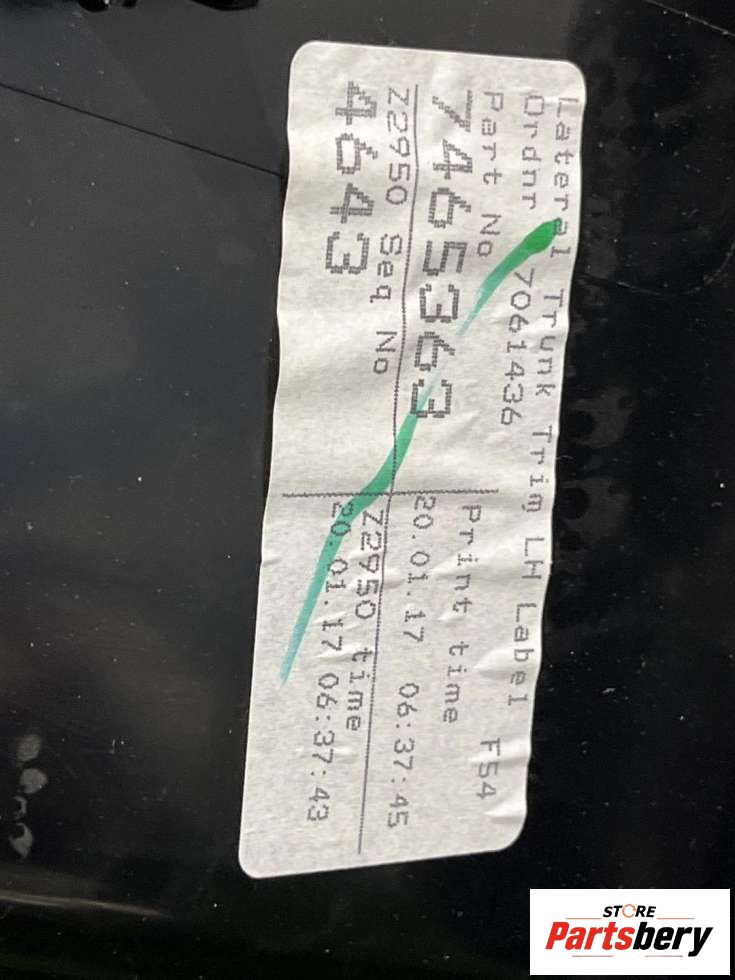 Lateral Trunk Trim LH Label
Ordnr 7061436 F54
Part No
7465363
Print time
20.01.17 06:37:45
Z2950 Seq No
4643
Z2950 time
20.01.17 06:37:43
STORE
Partsbery